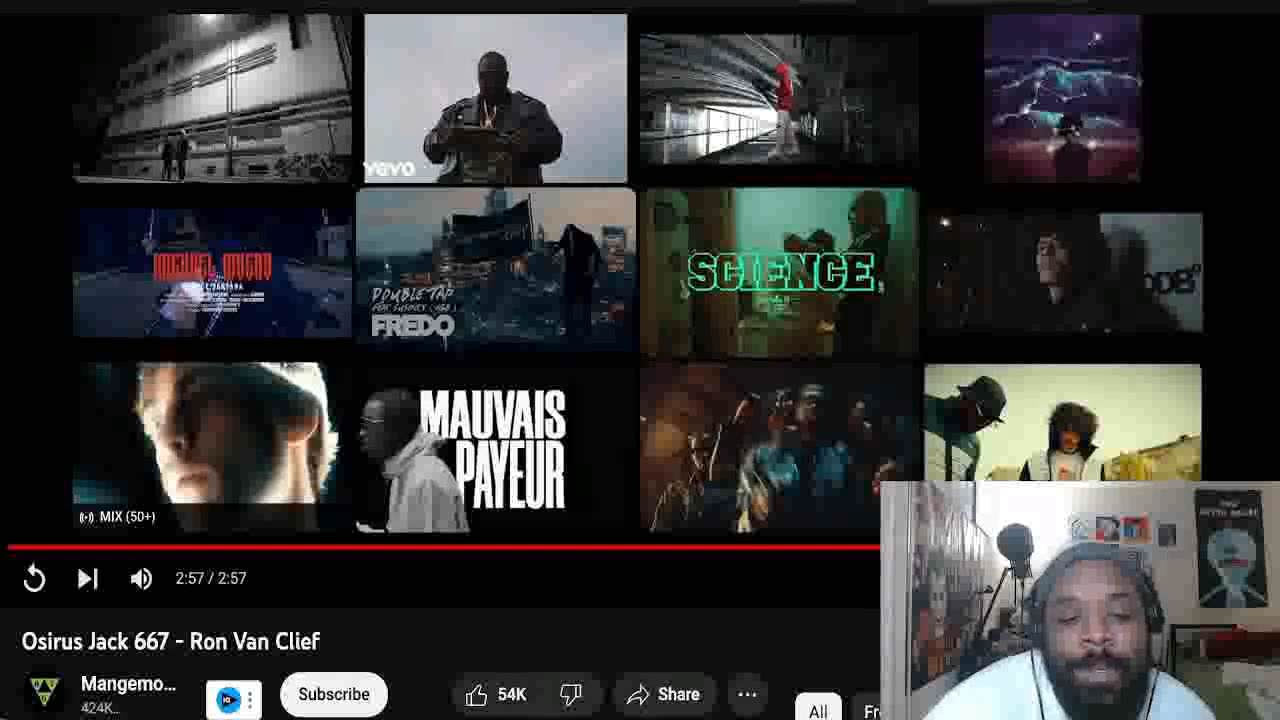 vevo
DOUBLE TAP
FREDO
SCIENCE
MAUVAIS
PAYEUR
MIX (50+)
2:57 / 2:57
Osirus Jack 667 - Ron Van Clief
Mangemo...
424K...
Subscribe
54K
Share
All